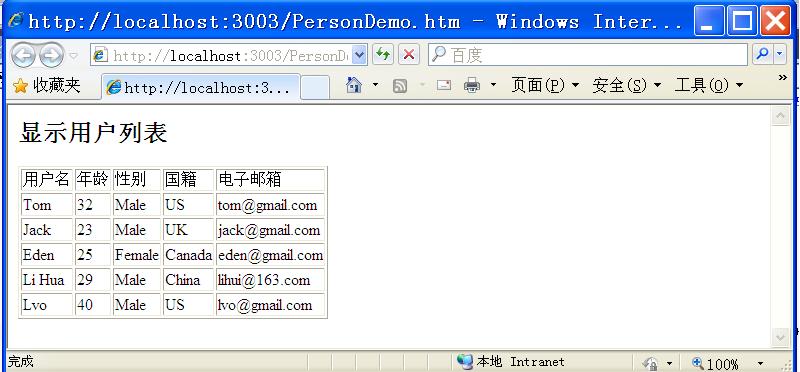 http://localhost:3003/PersonDemo.htm - Windows Inter...
http://localhost:3003/PersonD
百度
收藏夹
http://localhost:3...
页面(P)
安全(S)
工具(O)
»
显示用户列表
用户名 年龄 性别 国籍 电子邮箱
Tom 32 Male US tom@gmail.com
Jack 23 Male UK jack@gmail.com
Eden 25 Female Canada eden@gmail.com
Li Hua 29 Male China lihui@163.com
Lvo 40 Male US lvo@gmail.com
完成 本地 Intranet 100%